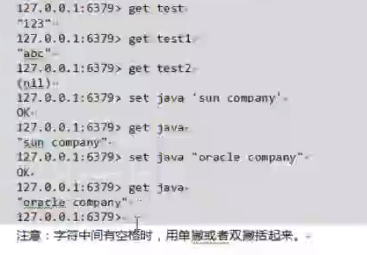 127.0.0.1:6379> get test
"123"
127.0.0.1:6379> get test1
"abc"
127.0.0.1:6379> get test2
(nil)
127.0.0.1:6379> set java 'sun company'
OK
127.0.0.1:6379> get java
"sun company"
127.0.0.1:6379> set java "oracle company"
OK
127.0.0.1:6379> get java
"oracle company"
127.0.0.1:6379>
注意：字符中间有空格时，用单撇或者双撇括起来。